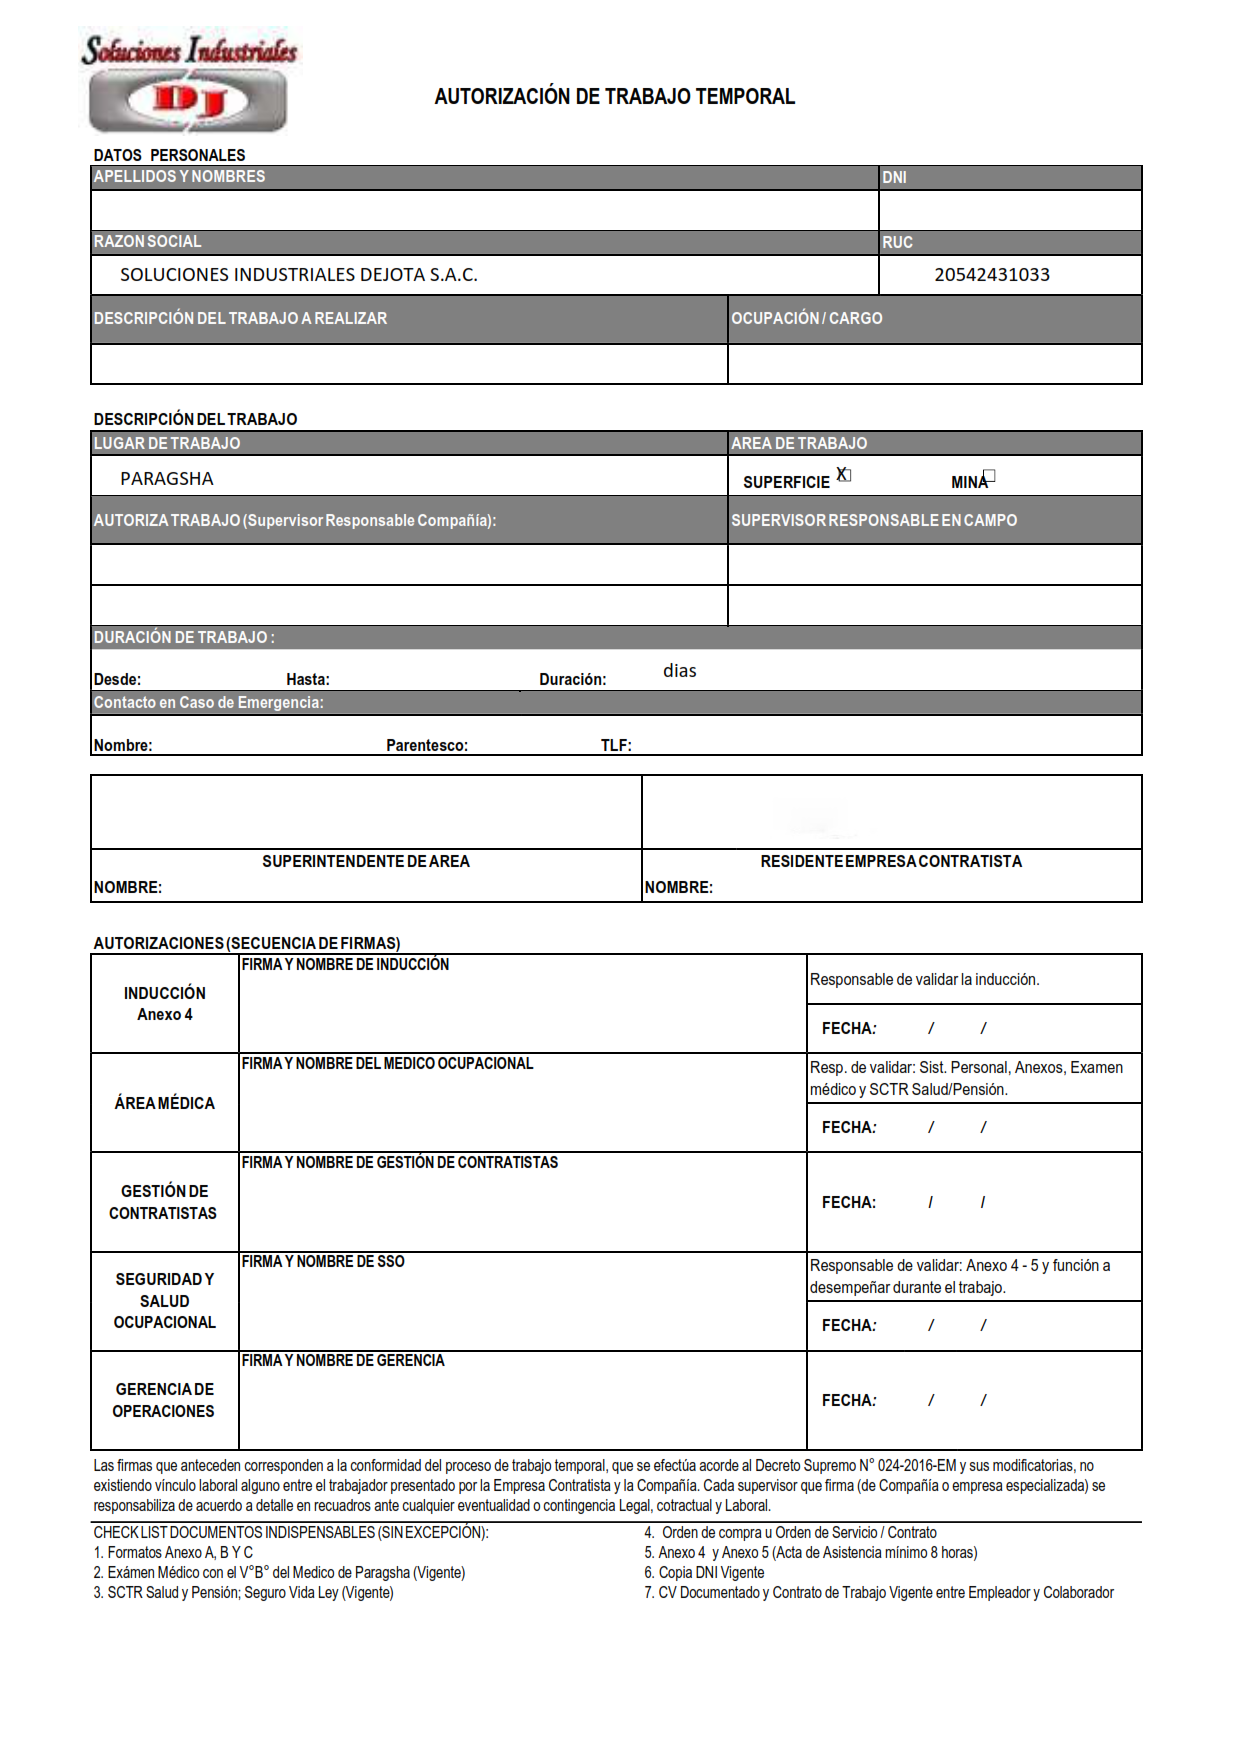 Soluciones Industriales
DJ
AUTORIZACIÓN DE TRABAJO TEMPORAL
DATOS PERSONALES
APELLIDOS Y NOMBRES DNI
RAZON SOCIAL RUC
SOLUCIONES INDUSTRIALES DEJOTA S.A.C. 20542431033
DESCRIPCIÓN DEL TRABAJO A REALIZAR OCUPACIÓN / CARGO
DESCRIPCIÓN DEL TRABAJO
LUGAR DE TRABAJO AREA DE TRABAJO
PARAGSHA SUPERFICIE X☐ MINA☐
AUTORIZA TRABAJO (Supervisor Responsable Compañía): SUPERVISOR RESPONSABLE EN CAMPO
DURACIÓN DE TRABAJO :
Desde: Hasta: Duración: dias
Contacto en Caso de Emergencia:
Nombre: Parentesco: TLF:
SUPERINTENDENTE DE AREA RESIDENTE EMPRESA CONTRATISTA
NOMBRE: NOMBRE:
AUTORIZACIONES (SECUENCIA DE FIRMAS)
INDUCCIÓN
Anexo 4
FIRMA Y NOMBRE DE INDUCCIÓN
Responsable de validar la inducción.
FECHA: / /
ÁREA MÉDICA
FIRMA Y NOMBRE DEL MEDICO OCUPACIONAL
Resp. de validar: Sist. Personal, Anexos, Examen
médico y SCTR Salud/Pensión.
FECHA: / /
GESTIÓN DE
CONTRATISTAS
FIRMA Y NOMBRE DE GESTIÓN DE CONTRATISTAS
FECHA: / /
SEGURIDAD Y
SALUD
OCUPACIONAL
FIRMA Y NOMBRE DE SSO
Responsable de validar: Anexo 4 - 5 y función a
desempeñar durante el trabajo.
FECHA: / /
GERENCIA DE
OPERACIONES
FIRMA Y NOMBRE DE GERENCIA
FECHA: / /
Las firmas que anteceden corresponden a la conformidad del proceso de trabajo temporal, que se efectúa acorde al Decreto Supremo N° 024-2016-EM y sus modificatorias, no
existiendo vínculo laboral alguno entre el trabajador presentado por la Empresa Contratista y la Compañía. Cada supervisor que firma (de Compañía o empresa especializada) se
responsabiliza de acuerdo a detalle en recuadros ante cualquier eventualidad o contingencia Legal, cotractual y Laboral.
CHECK LIST DOCUMENTOS INDISPENSABLES (SIN EXCEPCIÓN):
1. Formatos Anexo A, B Y C
2. Exámen Médico con el V°B° del Medico de Paragsha (Vigente)
3. SCTR Salud y Pensión; Seguro Vida Ley (Vigente)
4. Orden de compra u Orden de Servicio / Contrato
5. Anexo 4 y Anexo 5 (Acta de Asistencia mínimo 8 horas)
6. Copia DNI Vigente
7. CV Documentado y Contrato de Trabajo Vigente entre Empleador y Colaborador